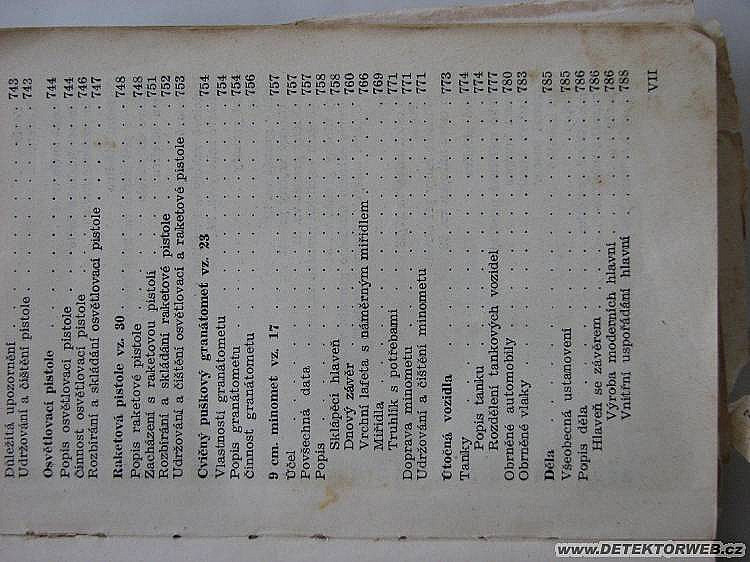 Důležitá upozornění . . . . . 743
Udržování a čištění pistole . . . . . 743
Osvětlovací pistole . . . . . 744
Popis osvětlovací pistole . . . . . 744
činnost osvětlovací pistole . . . . . 746
Rozbírání a skládání osvětlovací pistole . . . . . 747
Raketová pistole vz. 30 . . . . . 748
Popis raketové pistole . . . . . 748
Zacházení s raketovou pistolí . . . . . 751
Rozbírání a skládání raketové pistole . . . . . 752
Udržování a čištění osvětlovací a raketové pistole . . . . . 753
Cvičný puškový granátomet vz. 23 . . . . . 754
Vlastnosti granátometu . . . . . 754
Popis granátometu . . . . . 754
činnost granátometu . . . . . 756
9 cm. minomet vz. 17 . . . . . 757
Účel . . . . . 757
Povšechná data . . . . . 757
Popis . . . . . 758
Sklápěcí hlaveň . . . . . 758
Dnový závěr . . . . . 760
Vrchní lafeta s náměrným miřidlem . . . . . 766
Miřidla . . . . . 769
Truhlík s potřebami . . . . . 771
Doprava minometu . . . . . 771
Udržování a čištění minometu . . . . . 771
Útočná vozidla . . . . . 773
Tanky . . . . . 774
Popis tanku . . . . . 774
Rozdělení tankových vozidel . . . . . 777
Obrněné automobily . . . . . 780
Obrněné vlaky . . . . . 783
Děla . . . . . 785
Všeobecná ustanovení . . . . . 785
Popis děla . . . . . 786
Hlaveň se závěrem . . . . . 786
Výroba moderních hlavní . . . . . 786
Vnitřní uspořádání hlavní . . . . . 788
VII
www.DETEKTORWEB.cz
DETEKTORWEB.CZ